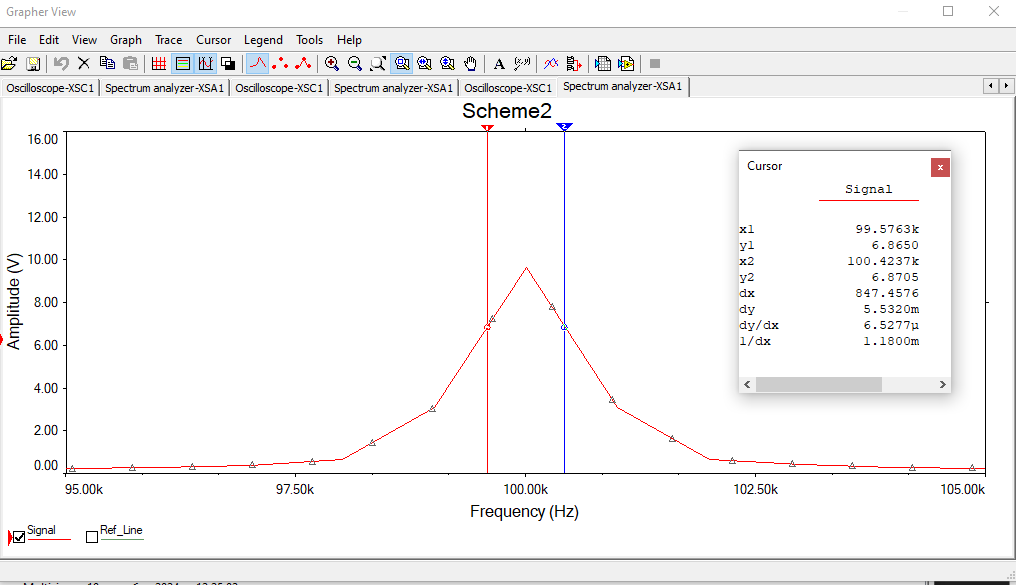 Grapher View
File Edit View Graph Trace Cursor Legend Tools Help
Oscilloscope-XSC1 Spectrum analyzer-XSA1 Oscilloscope-XSC1 Spectrum analyzer-XSA1 Oscilloscope-XSC1 Spectrum analyzer-XSA1
Scheme2
16.00
14.00
12.00
10.00
8.00
6.00
4.00
2.00
0.00
Amplitude (V)
1
2
95.00k 97.50k 100.00k 102.50k 105.00k
Frequency (Hz)
Cursor
Signal
x1 99.5763k
y1 6.8650
x2 100.4237k
y2 6.8705
dx 847.4576
dy 5.5320m
dy/dx 6.5277µ
1/dx 1.1800m
Signal Ref_Line